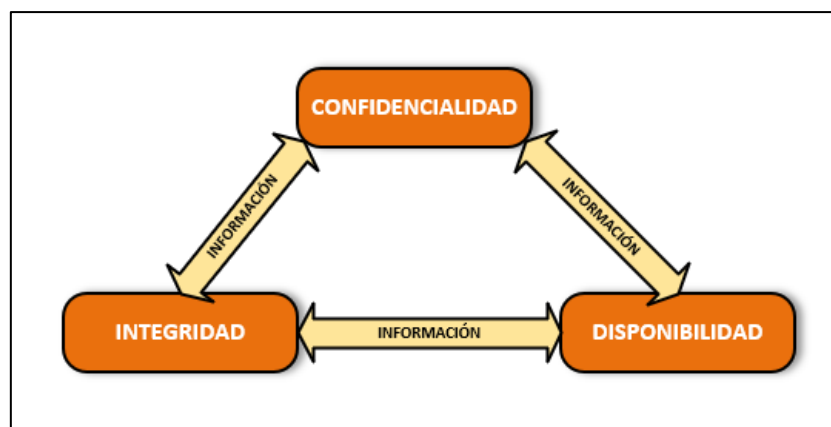 CONFIDENCIALIDAD
INFORMACIÓN
INFORMACIÓN
INTEGRIDAD
INFORMACIÓN
DISPONIBILIDAD